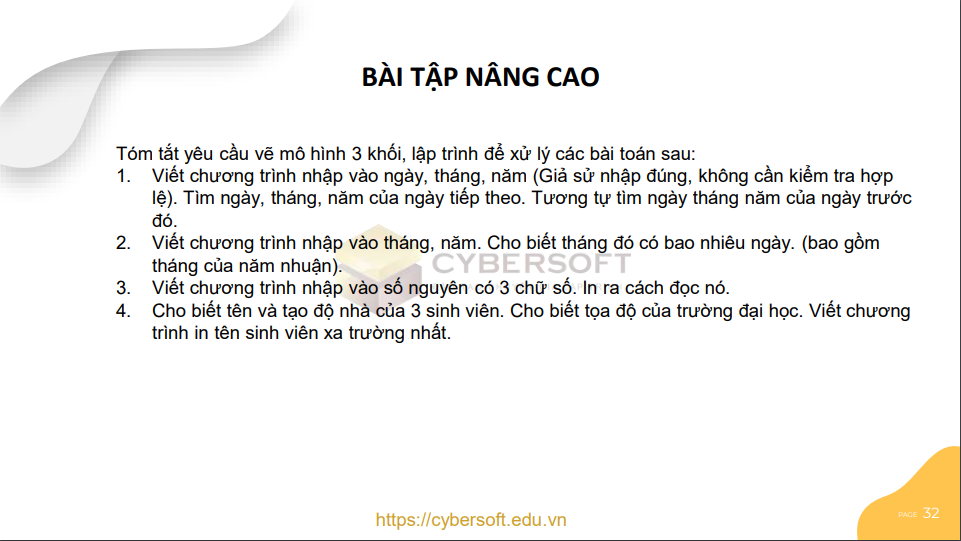 BÀI TẬP NÂNG CAO
Tóm tắt yêu cầu vẽ mô hình 3 khối, lập trình để xử lý các bài toán sau:
1. Viết chương trình nhập vào ngày, tháng, năm (Giả sử nhập đúng, không cần kiểm tra hợp
lệ). Tìm ngày, tháng, năm của ngày tiếp theo. Tương tự tìm ngày tháng năm của ngày trước
đó.
2. Viết chương trình nhập vào tháng, năm. Cho biết tháng đó có bao nhiêu ngày. (bao gồm
tháng của năm nhuận).
CYBERSOFT
3. Viết chương trình nhập vào số nguyên có 3 chữ số. In ra cách đọc nó.
4. Cho biết tên và tạo độ nhà của 3 sinh viên. Cho biết tọa độ của trường đại học. Viết chương
trình in tên sinh viên xa trường nhất.
https://cybersoft.edu.vn
PAGE 32